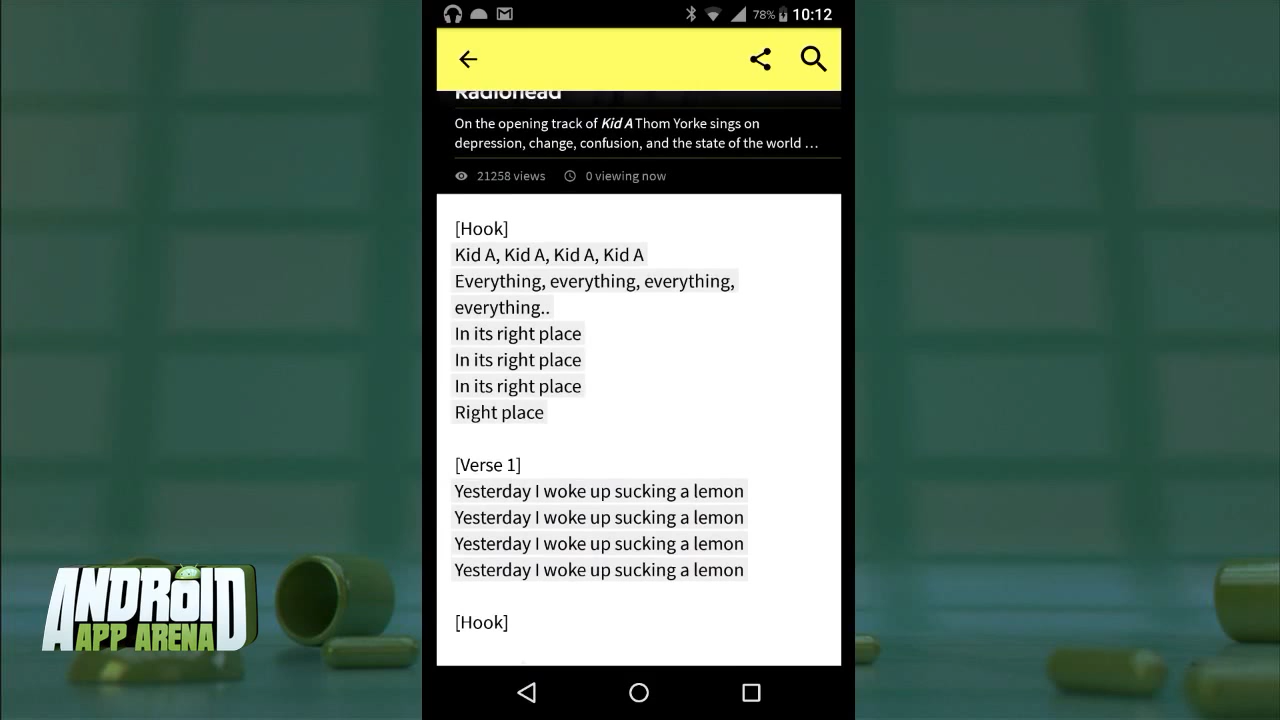 78% 10:12
Radiohead
On the opening track of Kid A Thom Yorke sings on
depression, change, confusion, and the state of the world ...
21258 views 0 viewing now
[Hook]
Kid A, Kid A, Kid A, Kid A
Everything, everything, everything,
everything..
In its right place
In its right place
In its right place
Right place
[Verse 1]
Yesterday I woke up sucking a lemon
Yesterday I woke up sucking a lemon
Yesterday I woke up sucking a lemon
Yesterday I woke up sucking a lemon
[Hook]
ANDROID
APP ARENA